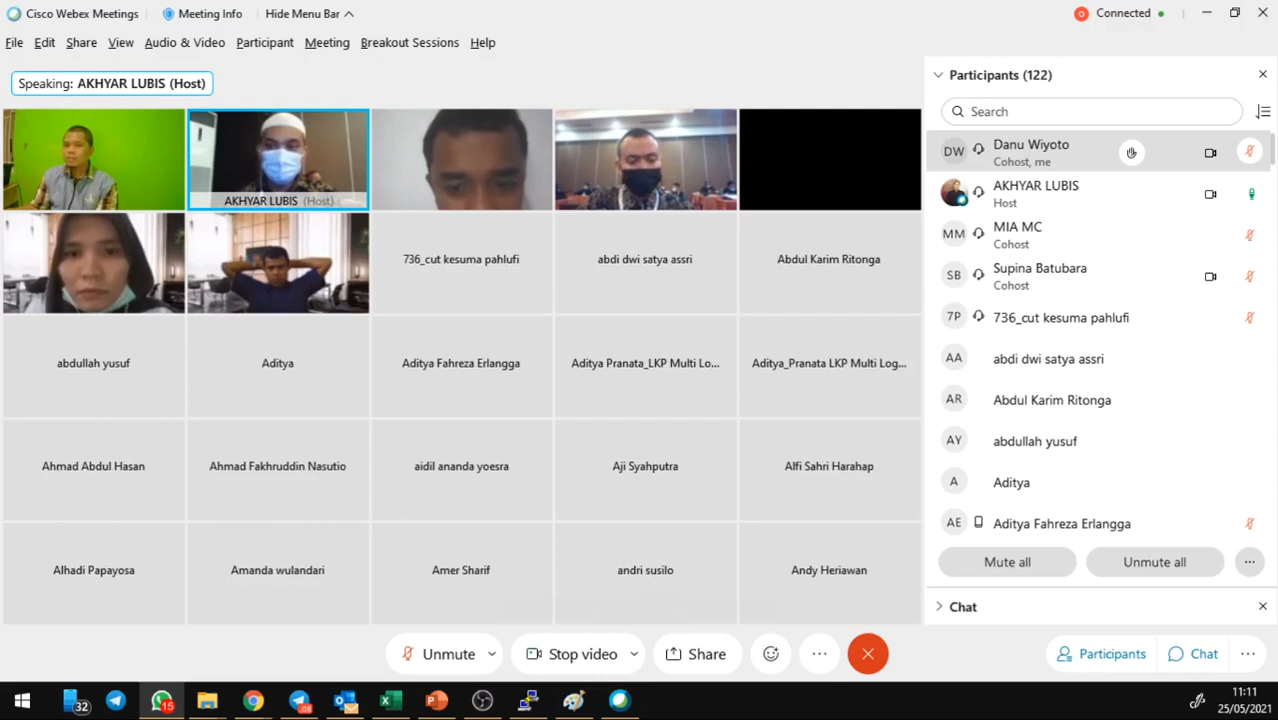 Cisco Webex Meetings
Meeting Info
Hide Menu Bar
Connected
File Edit Share View Audio & Video Participant Meeting Breakout Sessions Help
Speaking: AKHYAR LUBIS (Host)
AKHYAR LUBIS (Host)
736_cut kesuma pahlufi
abdi dwi satya assri
Abdul Karim Ritonga
abdullah yusuf
Aditya
Aditya Fahreza Erlangga
Aditya Pranata_LKP Multi Lo...
Aditya_Pranata LKP Multi Log...
Ahmad Abdul Hasan
Ahmad Fakhruddin Nasutio
aidil ananda yoesra
Aji Syahputra
Alfi Sahri Harahap
Alhadi Papayosa
Amanda wulandari
Amer Sharif
andri susilo
Andy Heriawan
Participants (122)
Search
DW
Danu Wiyoto
Cohost, me
AKHYAR LUBIS
Host
MM
MIA MC
Cohost
SB
Supina Batubara
Cohost
7P
736_cut kesuma pahlufi
AA
abdi dwi satya assri
AR
Abdul Karim Ritonga
AY
abdullah yusuf
A
Aditya
AE
Aditya Fahreza Erlangga
Mute all
Unmute all
Chat
Unmute
Stop video
Share
Participants
Chat
32
15
11:11
25/05/2021